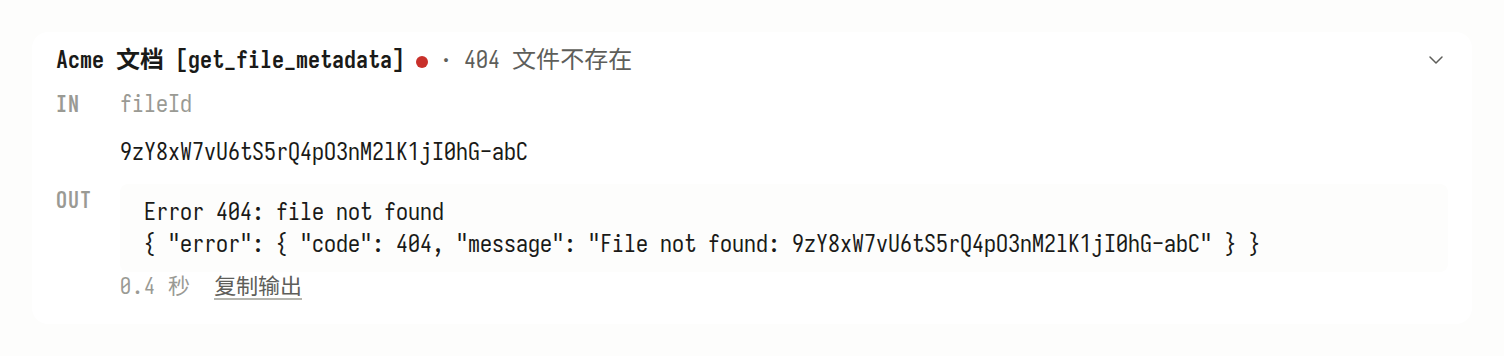 Acme 文档 [get_file_metadata] · 404 文件不存在
IN fileId
9zY8xW7vU6tS5rQ4pO3nM2lK1jI0hG-abC
OUT
Error 404: file not found
{ "error": { "code": 404, "message": "File not found: 9zY8xW7vU6tS5rQ4pO3nM2lK1jI0hG-abC" } }
0.4 秒 复制输出